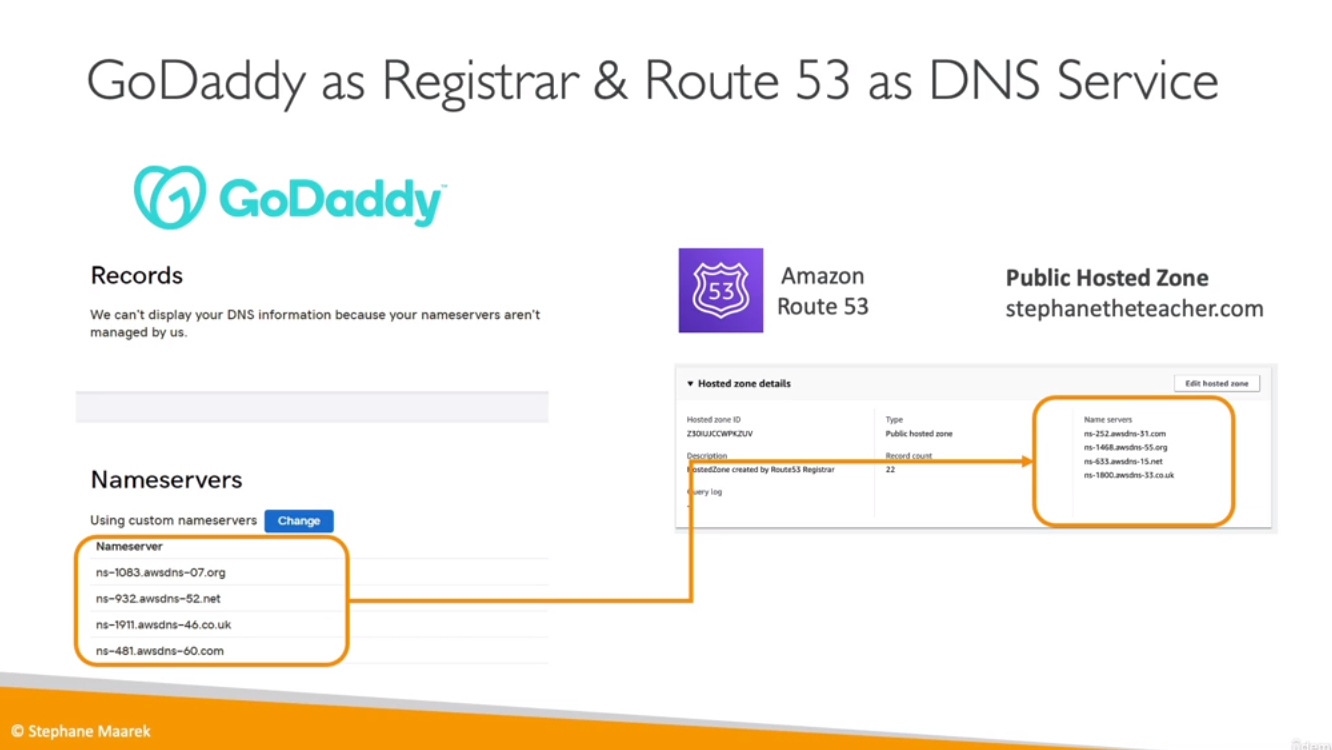 GoDaddy as Registrar & Route 53 as DNS Service
GoDaddy™
Records
We can't display your DNS information because your nameservers aren't
managed by us.
Nameservers
Using custom nameservers Change
Nameserver
ns-1083.awsdns-07.org
ns-932.awsdns-52.net
ns-1911.awsdns-46.co.uk
ns-481.awsdns-60.com
53
Amazon
Route 53
Public Hosted Zone
stephanetheteacher.com
▼ Hosted zone details
Edit hosted zone
Hosted zone ID
Z30IUJCCWPKZUV
Description
HostedZone created by Route53 Registrar
Query log
-
Type
Public hosted zone
Record count
22
Name servers
ns-252.awsdns-31.com
ns-1468.awsdns-55.org
ns-633.awsdns-15.net
ns-1800.awsdns-33.co.uk
© Stephane Maarek